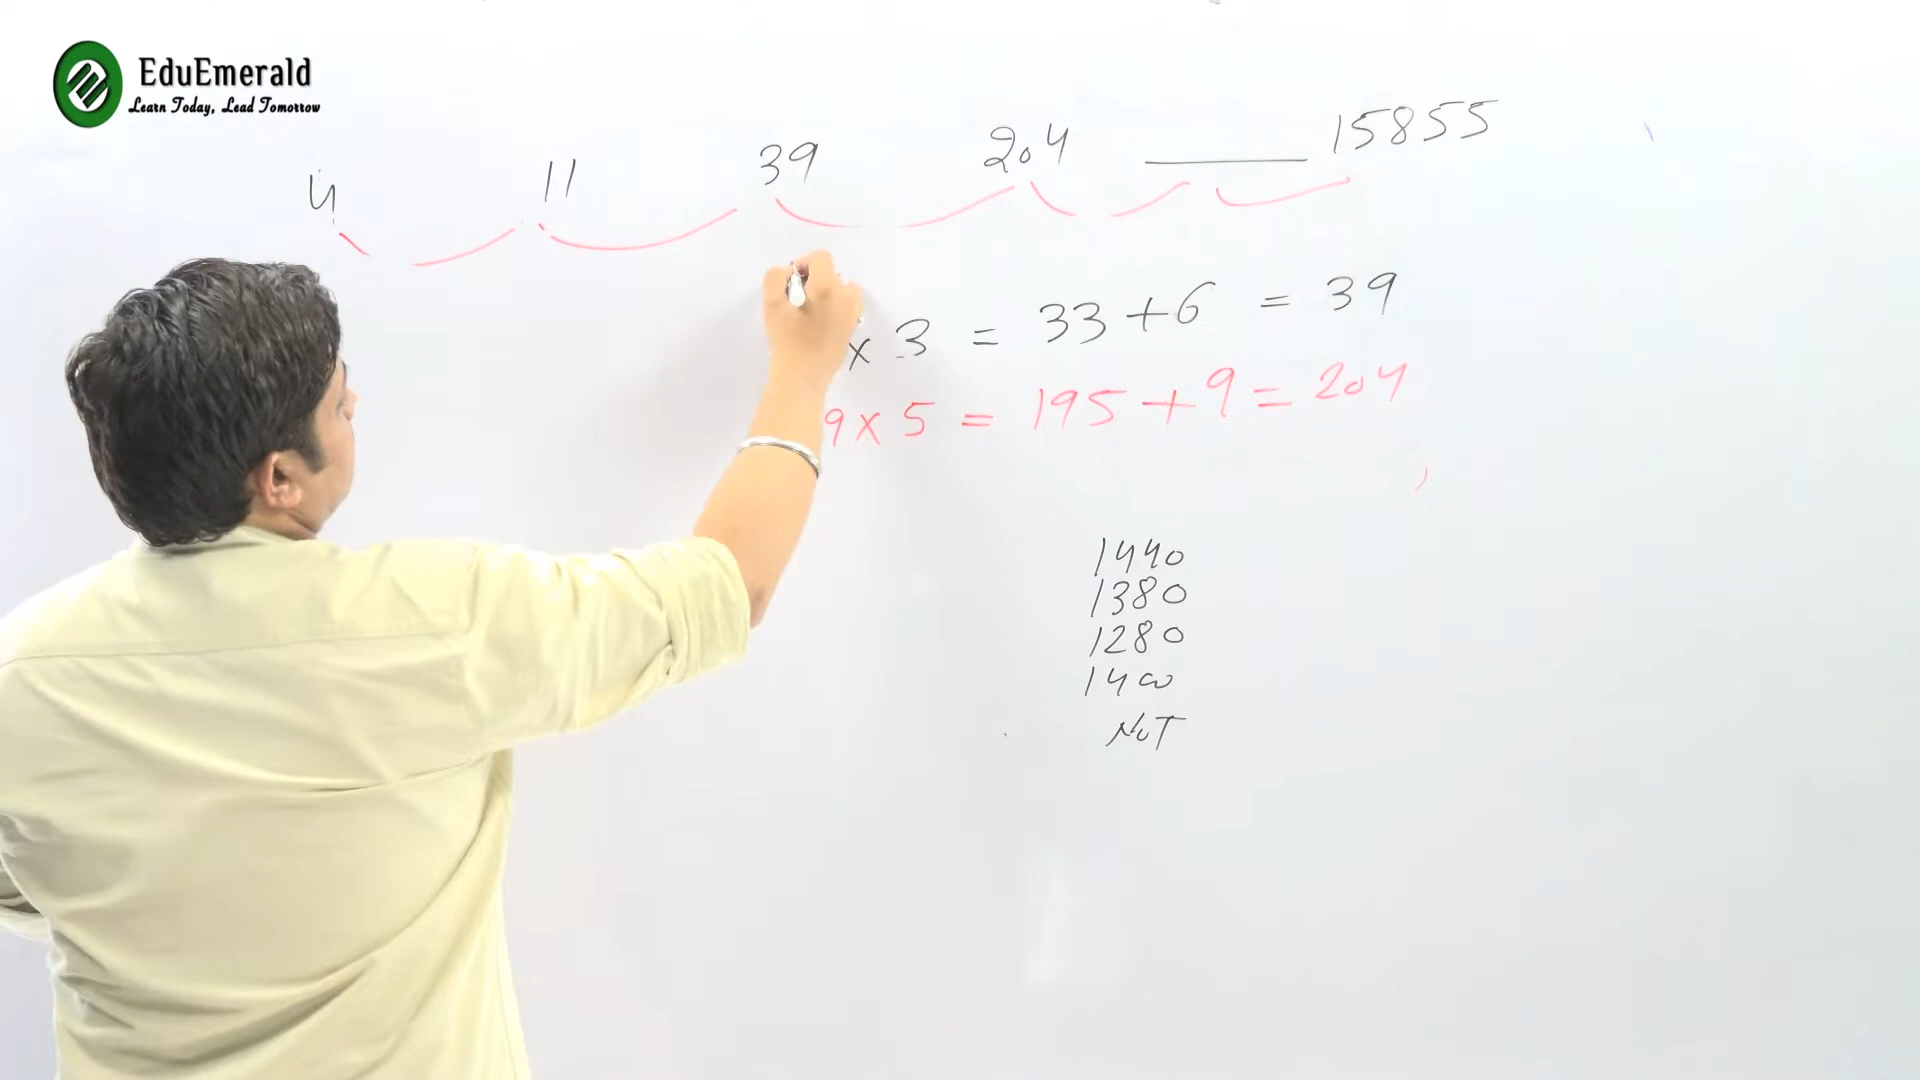 EduEmerald
Learn Today, Lead Tomorrow
4 11 39 204 ____ 15855
x 3 = 33 + 6 = 39
9 x 5 = 195 + 9 = 204
1440
1380
1280
1400
NOT